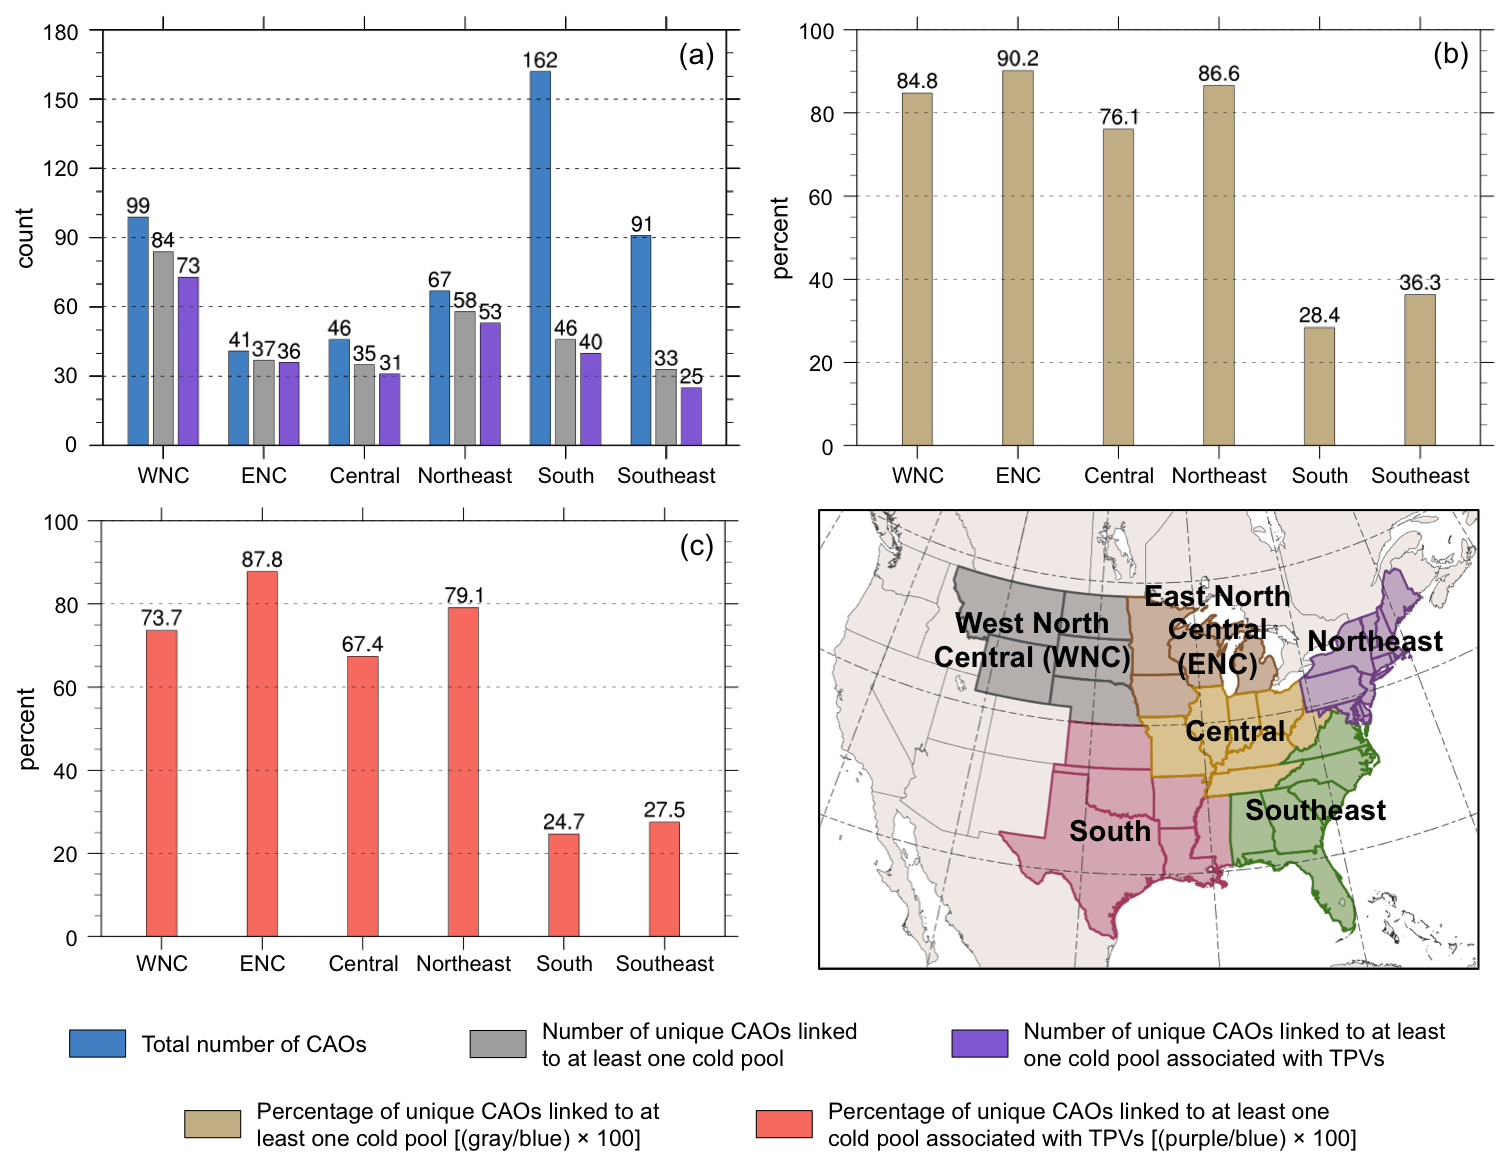 (a)
count
180
150
120
90
60
30
0
99
84
73
41
37
36
46
35
31
67
58
53
162
46
40
91
33
25
WNC ENC Central Northeast South Southeast
(b)
percent
100
80
60
40
20
0
84.8
90.2
76.1
86.6
28.4
36.3
WNC ENC Central Northeast South Southeast
(c)
percent
100
80
60
40
20
0
73.7
87.8
67.4
79.1
24.7
27.5
WNC ENC Central Northeast South Southeast
West North
Central (WNC)
East North
Central
(ENC)
Northeast
Central
Southeast
South
Total number of CAOs
Number of unique CAOs linked
to at least one cold pool
Number of unique CAOs linked to at least
one cold pool associated with TPVs
Percentage of unique CAOs linked to at
least one cold pool [(gray/blue) × 100]
Percentage of unique CAOs linked to at least one
cold pool associated with TPVs [(purple/blue) × 100]